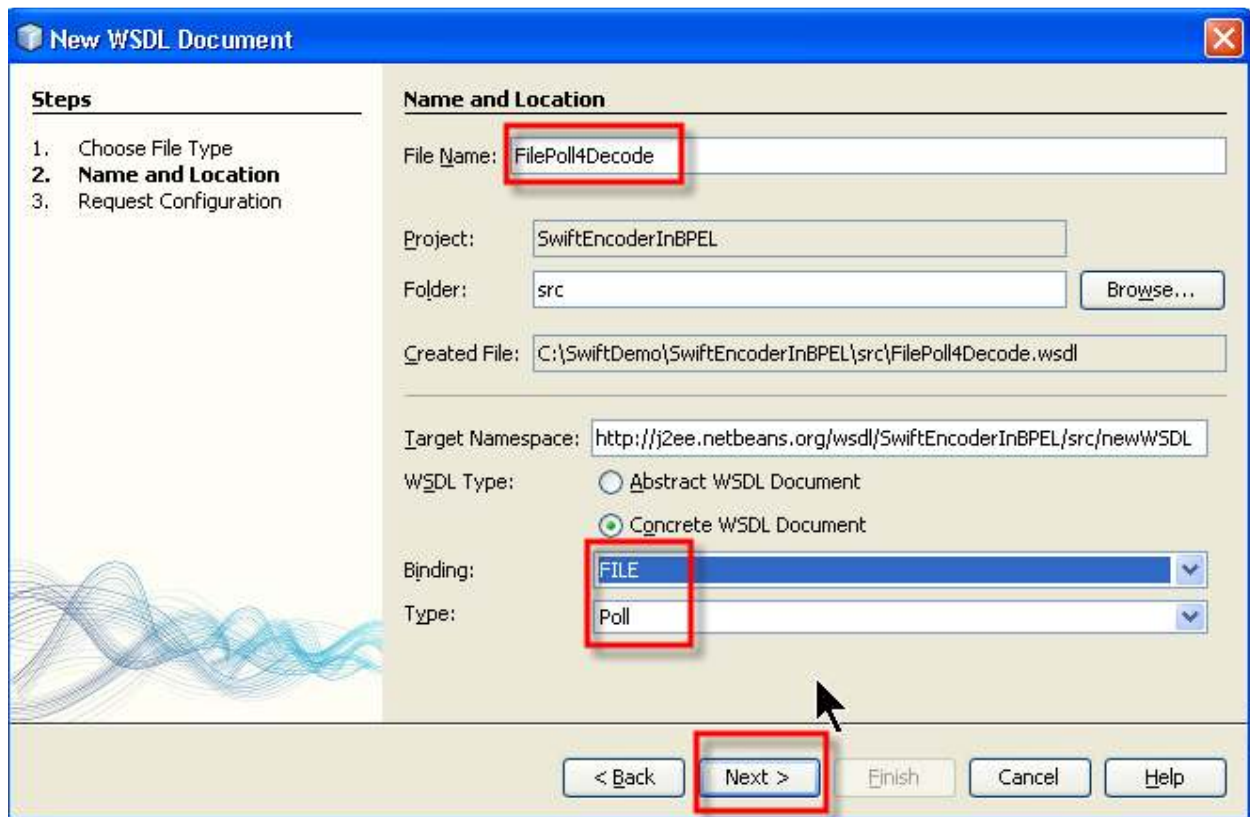 New WSDL Document
Steps
1. Choose File Type
2. Name and Location
3. Request Configuration
Name and Location
File Name: FilePoll4Decode
Project: SwiftEncoderInBPEL
Folder: src Browse...
Created File: C:\SwiftDemo\SwiftEncoderInBPEL\src\FilePoll4Decode.wsdl
Target Namespace: http://j2ee.netbeans.org/wsdl/SwiftEncoderInBPEL/src/newWSDL
WSDL Type: Abstract WSDL Document
Concrete WSDL Document
Binding: FILE
Type: Poll
< Back Next > Finish Cancel Help